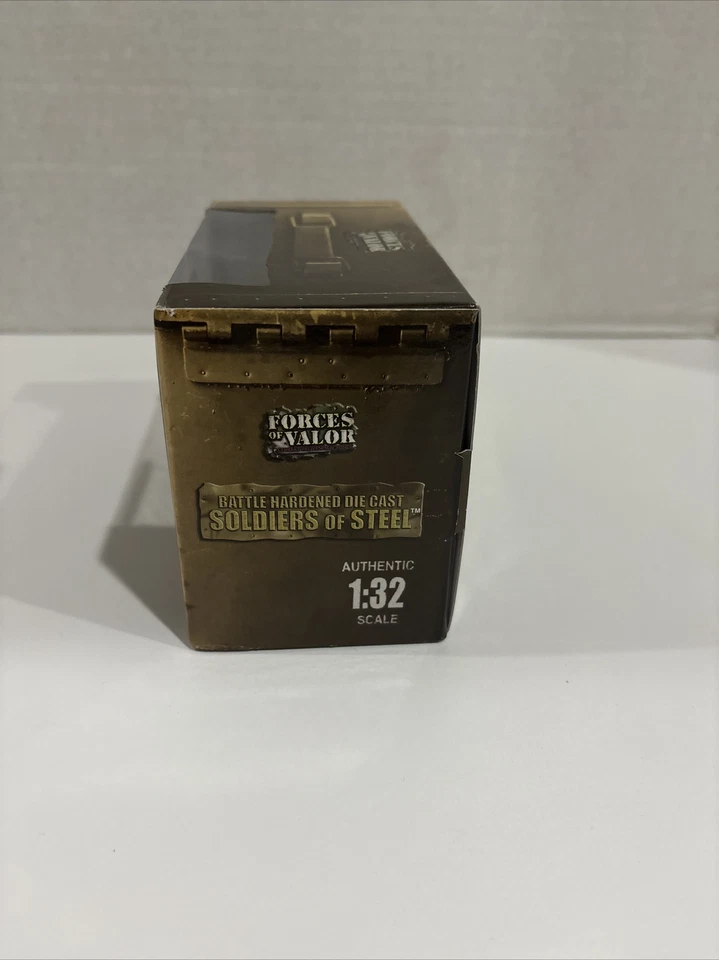 FORCES
OF VALOR
BATTLE HARDENED DIE CAST
SOLDIERS OF STEEL™
AUTHENTIC
1:32
SCALE